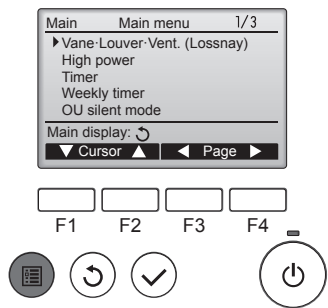 Main Main menu 1/3
Vane·Louver·Vent. (Lossnay)
High power
Timer
Weekly timer
OU silent mode
Main display:
Cursor Page
F1 F2 F3 F4